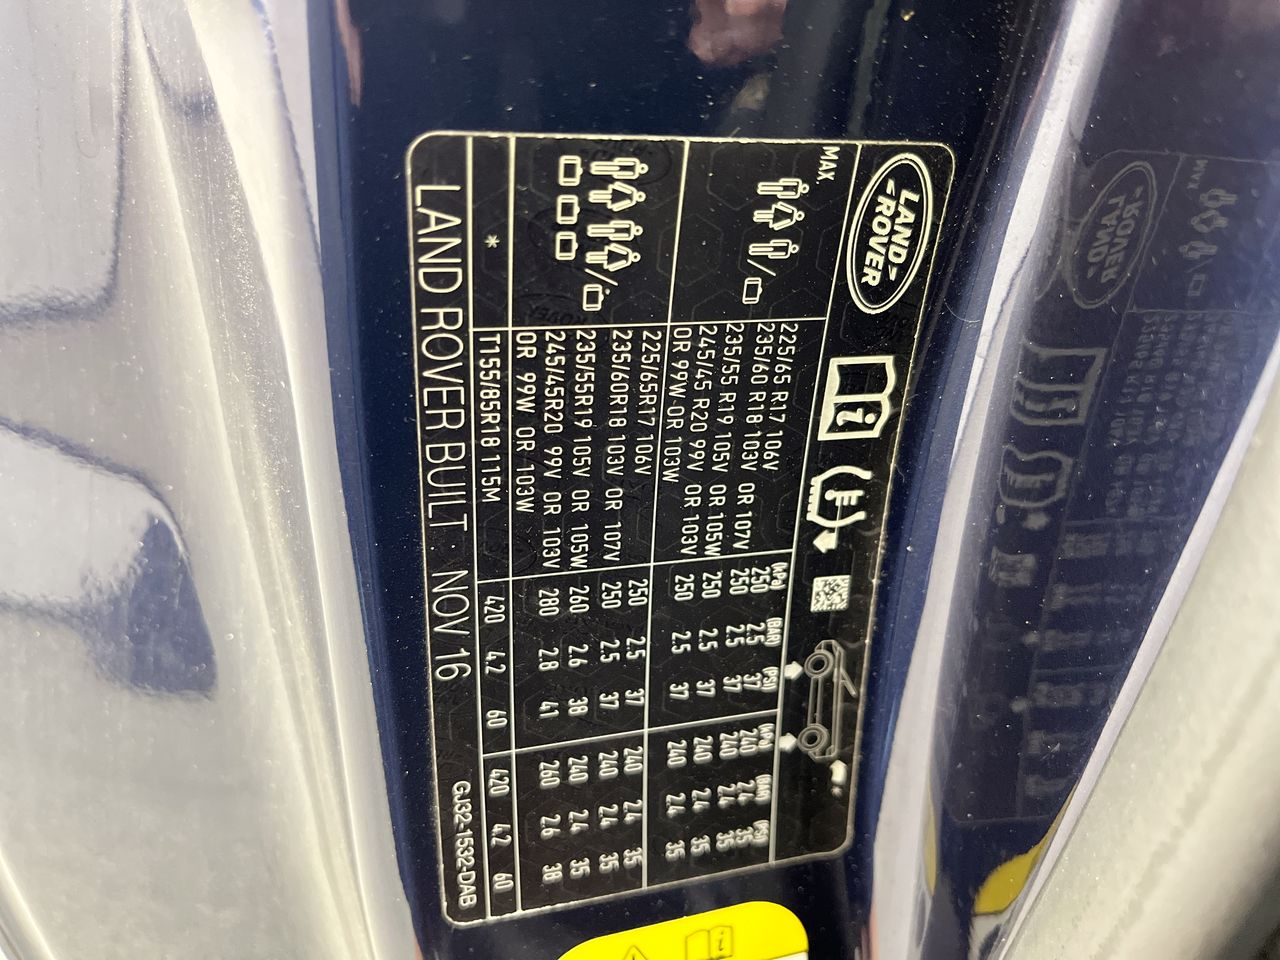 LAND
ROVER
MAX.
(kPa) (BAR) (PSI) (kPa) (BAR) (PSI)
225/65 R17 106V 250 2.5 37 240 2.4 35
235/60 R18 103V OR 107V 250 2.5 37 240 2.4 35
235/55 R19 105V OR 105W 250 2.5 37 240 2.4 35
245/45 R20 99V OR 103V 250 2.5 37 240 2.4 35
OR 99W OR 103W
225/65R17 106V 250 2.5 37 240 2.4 35
235/60R18 103V OR 107V 250 2.5 37 240 2.4 35
235/55R19 105V OR 105W 260 2.6 38 240 2.4 35
245/45R20 99V OR 103V 280 2.8 41 260 2.6 38
OR 99W OR 103W
* T155/85R18 115M 420 4.2 60 420 4.2 60
LAND ROVER BUILT . NOV 16 GJ32-1532-DAB